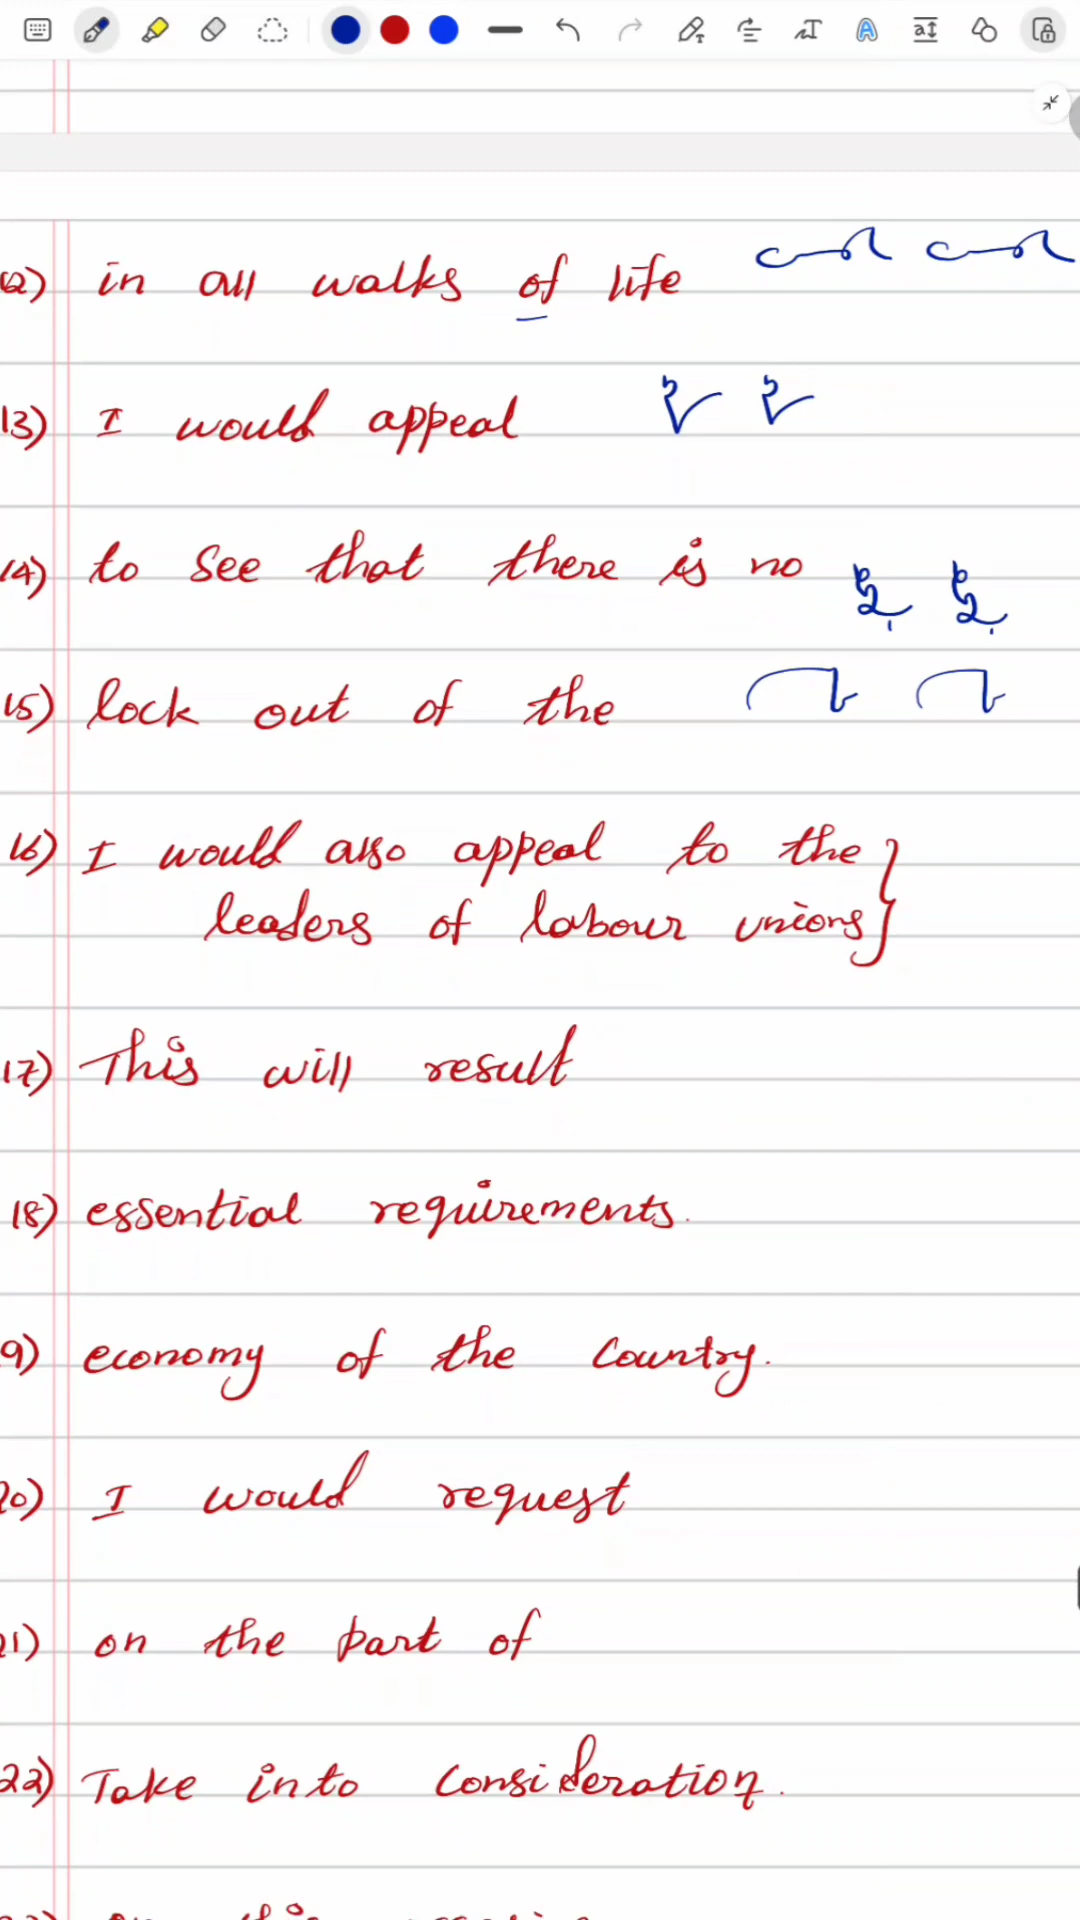 12) in all walks of life
13) I would appeal
14) to see that there is no
15) lock out of the
16) I would also appeal to the
leaders of labour unions
17) This will result
18) essential requirements.
9) economy of the country.
20) I would request
21) on the part of
22) Take into consideration.